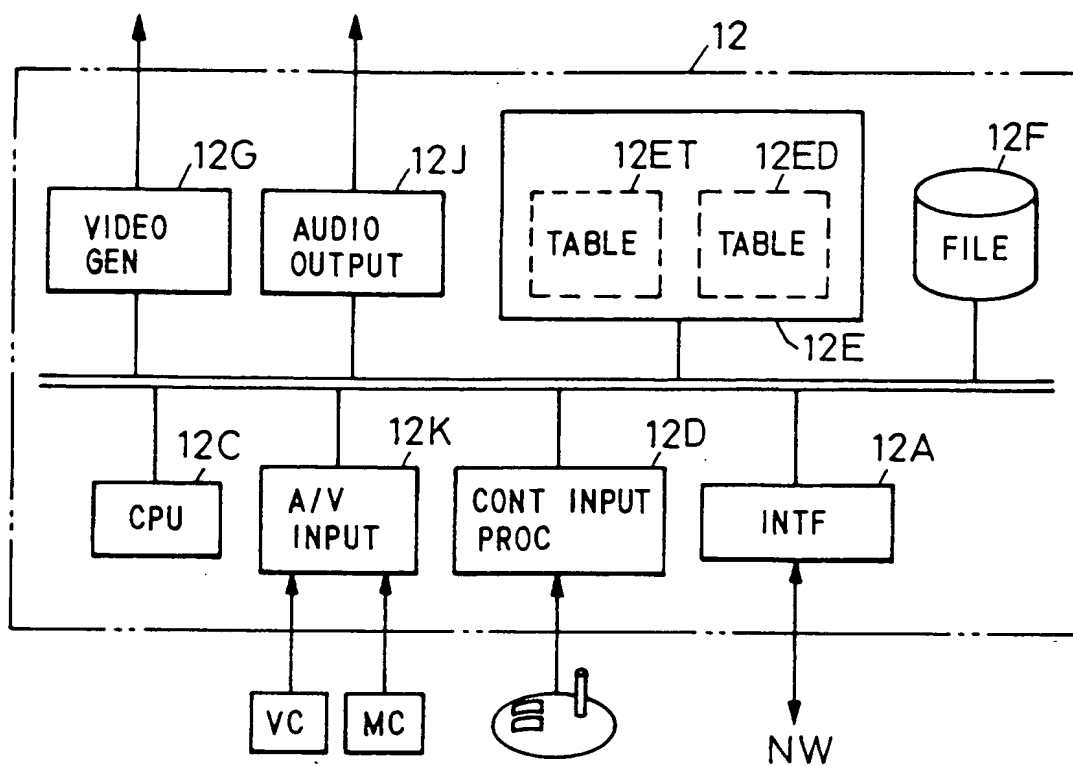 12
12G
12J
12ET
12ED
12F
VIDEO
GEN
AUDIO
OUTPUT
TABLE
TABLE
FILE
12E
12C
12K
12D
12A
CPU
A/V
INPUT
CONT INPUT
PROC
INTF
VC
MC
NW